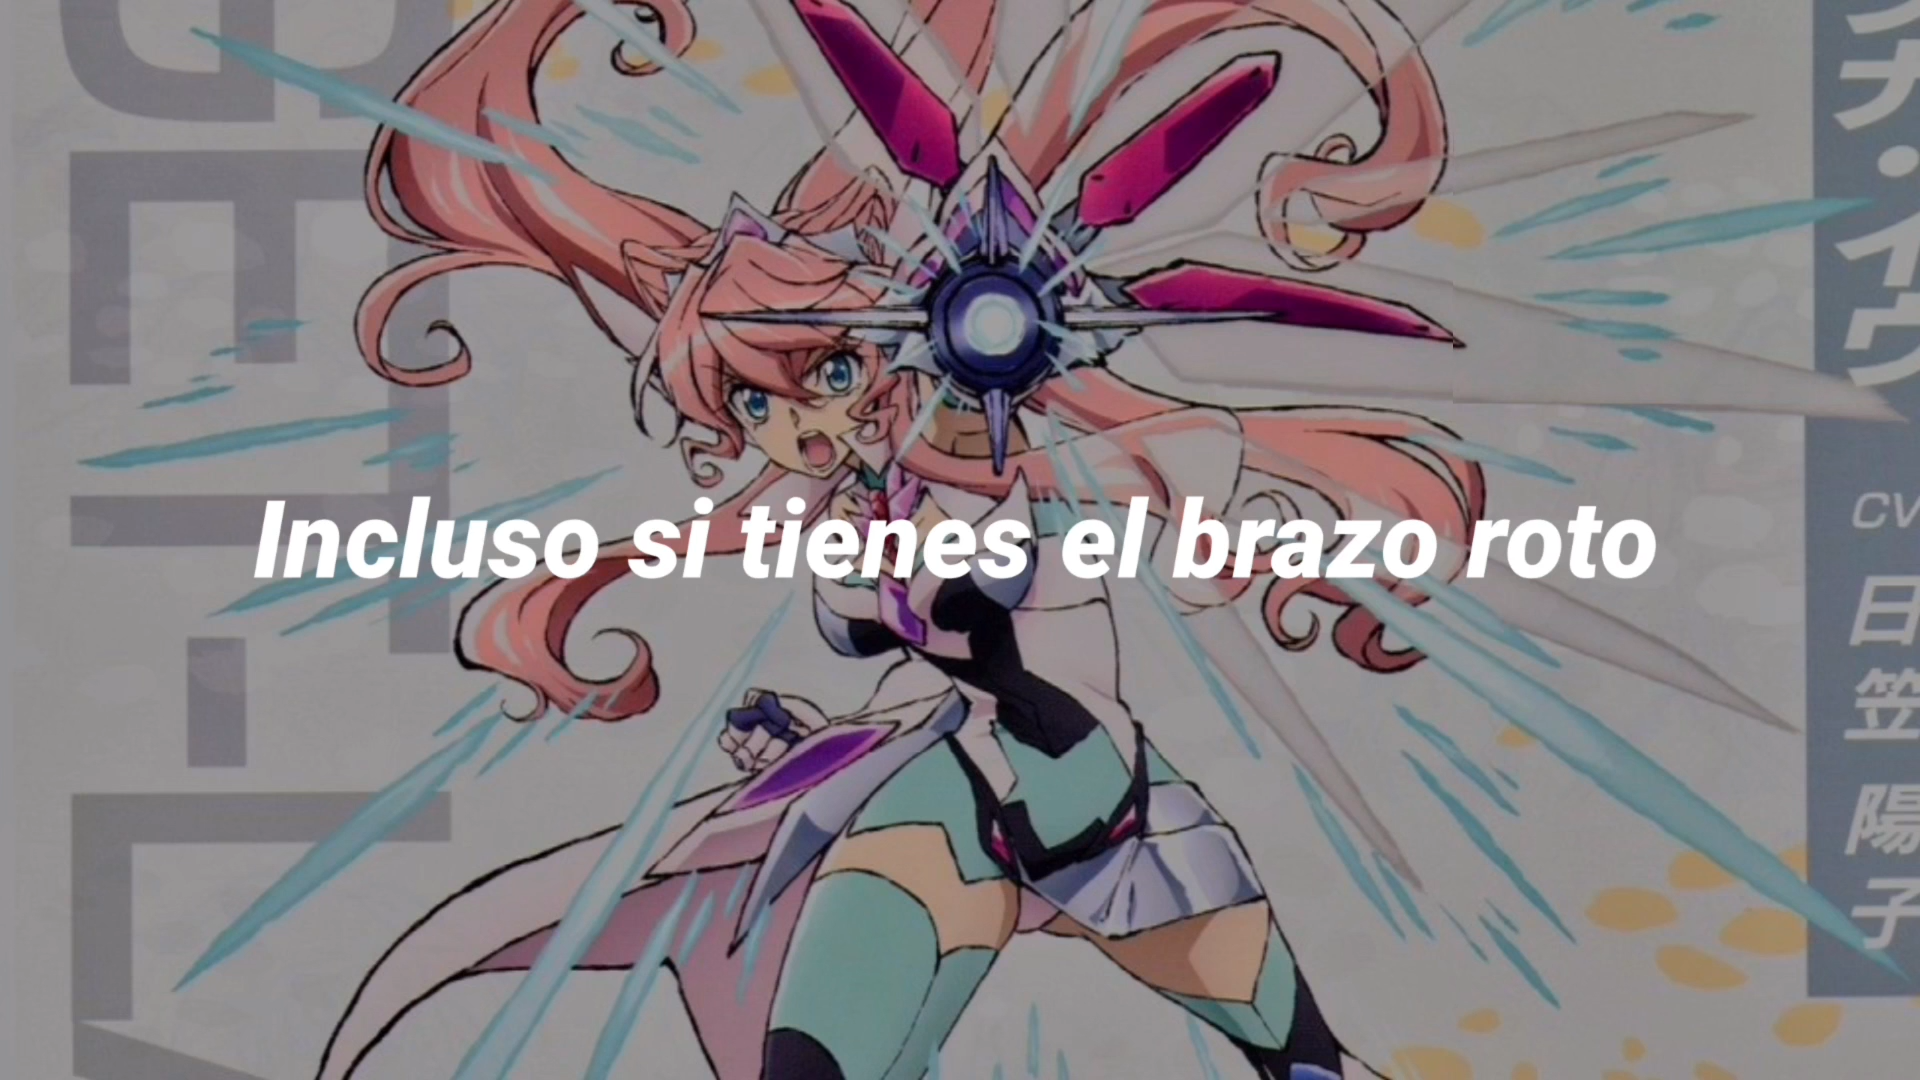 Incluso si tienes el brazo roto
ナ・イヴ
CV
日笠陽子